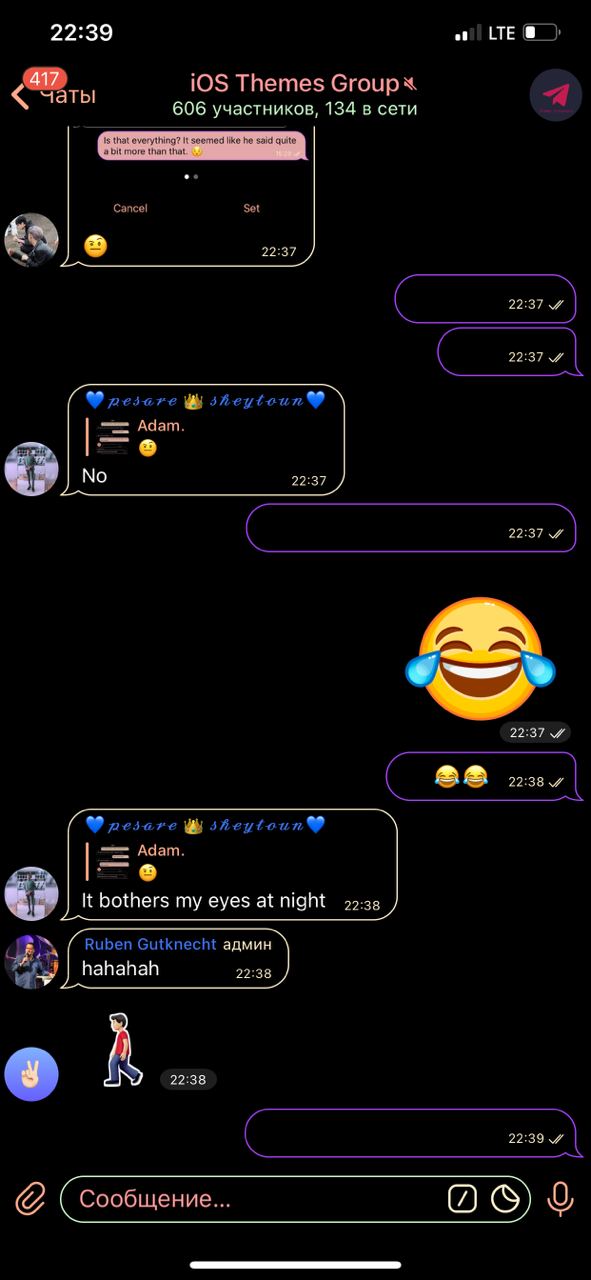 22:39
LTE
417
Чаты
iOS Themes Group
606 участников, 134 в сети
Is that everything? It seemed like he said quite
a bit more than that. 😯
Cancel
Set
🤨
22:37
22:37
22:37
💙 𝓅𝑒𝓈𝒶𝓇𝑒 👑 𝓈𝒽𝑒𝓎𝓉𝑜𝓊𝓃💙
Adam.
🤨
No
22:37
22:37
😂
22:37
😂😂 22:38
💙 𝓅𝑒𝓈𝒶𝓇𝑒 👑 𝓈𝒽𝑒𝓎𝓉𝑜𝓊𝓃💙
Adam.
🤨
It bothers my eyes at night 22:38
Ruben Gutknecht админ
hahahah 22:38
22:38
22:39
Сообщение...